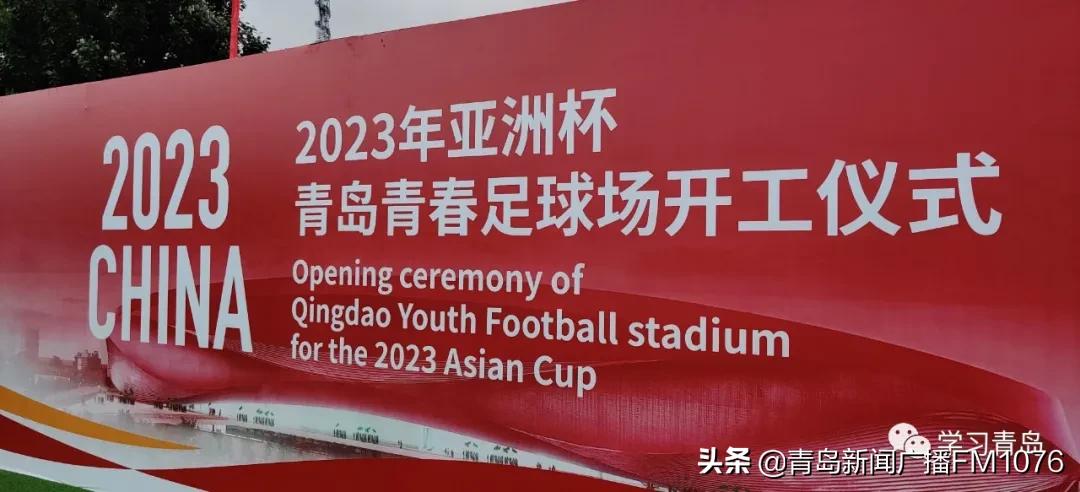 2023
CHINA
2023年亚洲杯
青岛青春足球场开工仪式
Opening ceremony of
Qingdao Youth Football stadium
for the 2023 Asian Cup
学习青岛
头条 @青岛新闻广播FM1076